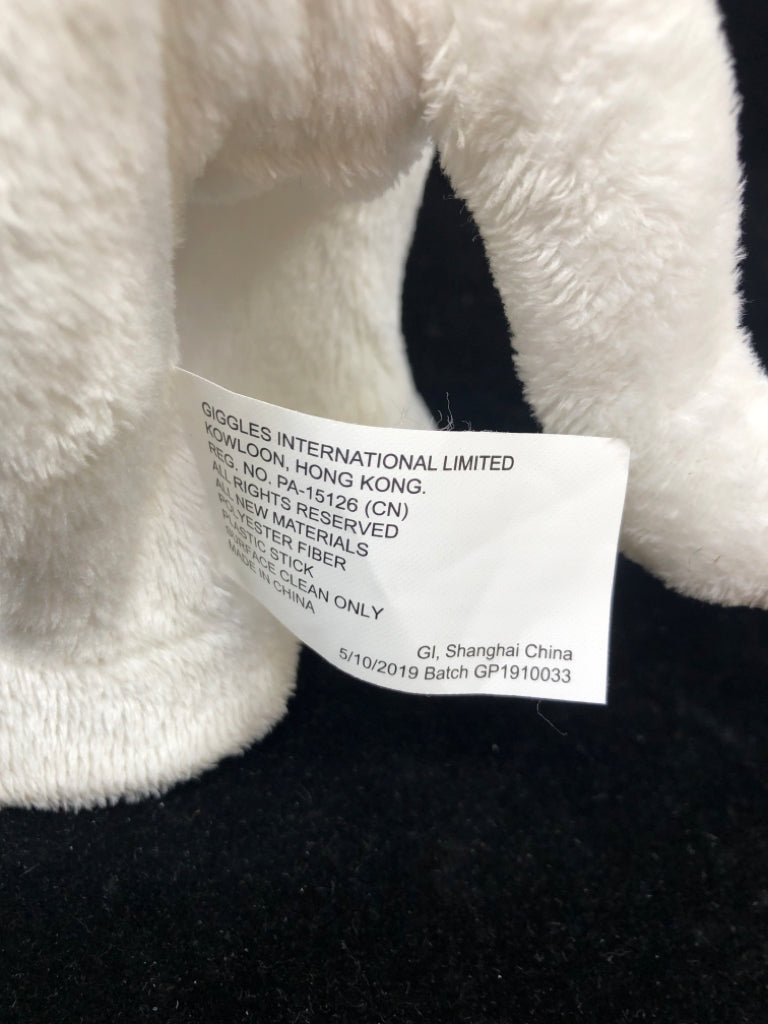 GIGGLES INTERNATIONAL LIMITED
KOWLOON, HONG KONG.
REG. NO. PA-15126 (CN)
ALL RIGHTS RESERVED
ALL NEW MATERIALS
POLYESTER FIBER
PLASTIC STICK
SURFACE CLEAN ONLY
MADE IN CHINA
GI, Shanghai China
5/10/2019 Batch GP1910033